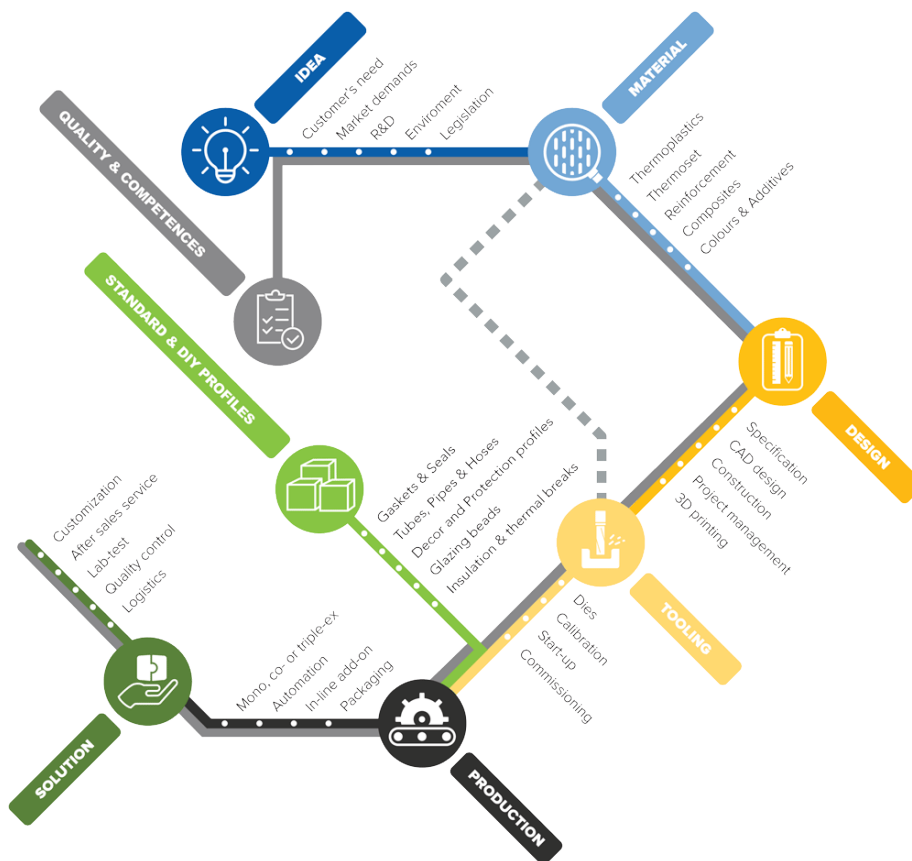 IDEA
Customer's need
Market demands
R&D
Enviroment
Legislation
MATERIAL
Thermoplastics
Thermoset
Reinforcement
Composites
Colours & Additives
QUALITY & COMPETENCES
STANDARD & DIY PROFILES
Gaskets & Seals
Tubes, Pipes & Hoses
Decor and Protection profiles
Glazing beads
Insulation & thermal breaks
DESIGN
Specification
CAD design
Construction
Project management
3D printing
TOOLING
Dies
Calibration
Start-up
Commissioning
PRODUCTION
Mono, co- or triple-ex
Automation
In-line add-on
Packaging
SOLUTION
Customization
After sales service
Lab-test
Quality control
Logistics